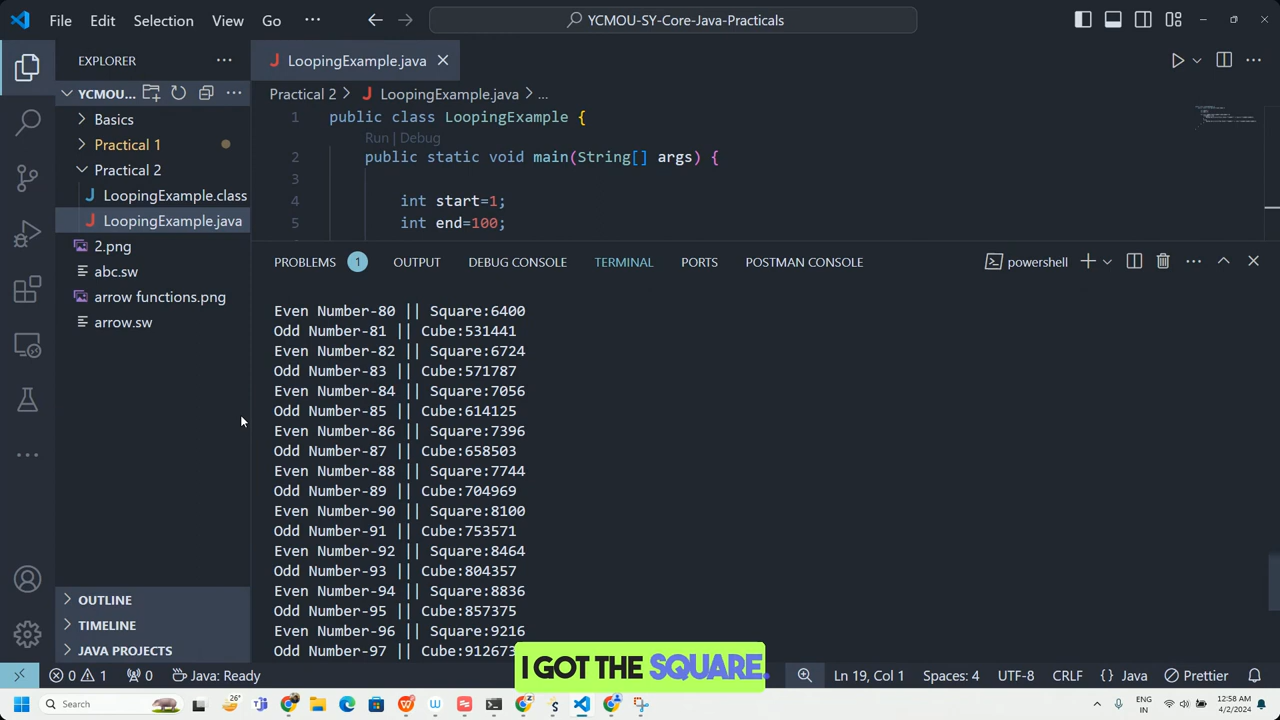 File Edit Selection View Go ··· YCMOU-SY-Core-Java-Practicals
EXPLORER ···
YCMOU... ···
Basics
Practical 1
Practical 2
LoopingExample.class
LoopingExample.java
2.png
abc.sw
arrow functions.png
arrow.sw
OUTLINE
TIMELINE
JAVA PROJECTS
LoopingExample.java
Practical 2 > LoopingExample.java > ...
1 public class LoopingExample {
Run | Debug
2 public static void main(String[] args) {
3
4 int start=1;
5 int end=100;
PROBLEMS 1 OUTPUT DEBUG CONSOLE TERMINAL PORTS POSTMAN CONSOLE powershell
Even Number-80 || Square:6400
Odd Number-81 || Cube:531441
Even Number-82 || Square:6724
Odd Number-83 || Cube:571787
Even Number-84 || Square:7056
Odd Number-85 || Cube:614125
Even Number-86 || Square:7396
Odd Number-87 || Cube:658503
Even Number-88 || Square:7744
Odd Number-89 || Cube:704969
Even Number-90 || Square:8100
Odd Number-91 || Cube:753571
Even Number-92 || Square:8464
Odd Number-93 || Cube:804357
Even Number-94 || Square:8836
Odd Number-95 || Cube:857375
Even Number-96 || Square:9216
Odd Number-97 || Cube:912673
I GOT THE SQUARE.
0 1 0 Java: Ready Ln 19, Col 1 Spaces: 4 UTF-8 CRLF {} Java Prettier
Search 26° ENG IN 12:58 AM 4/2/2024